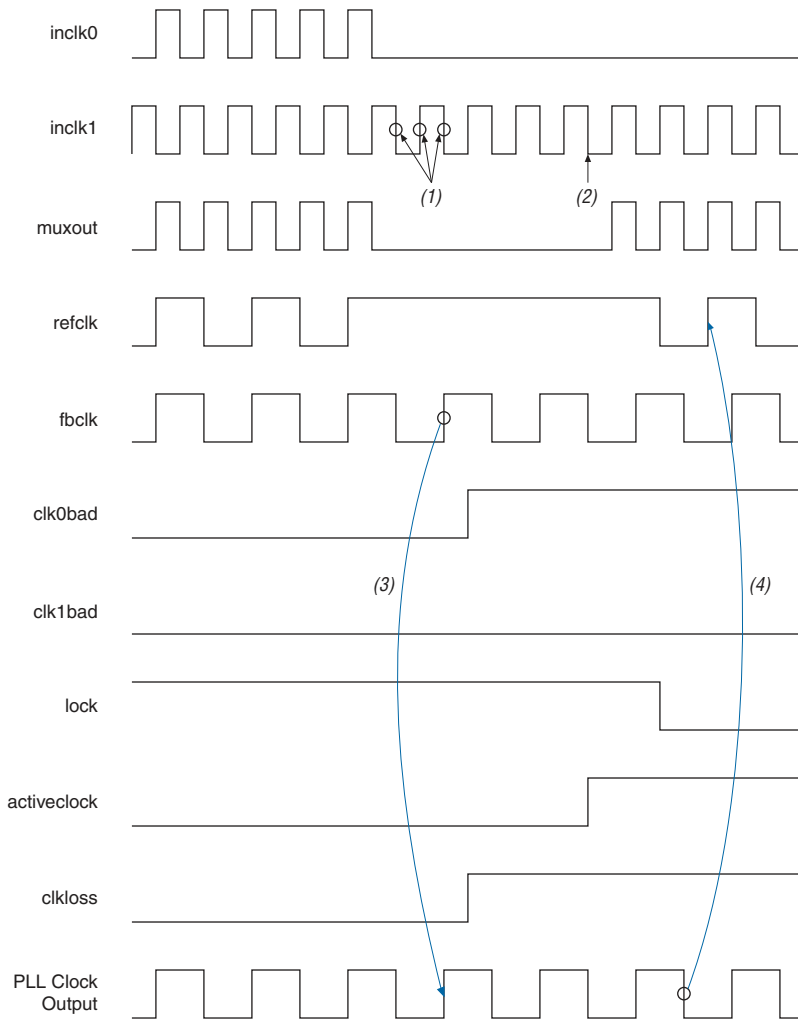 inclk0
inclk1
(1)
(2)
muxout
refclk
fbclk
clk0bad
(3)
(4)
clk1bad
lock
activeclock
clkloss
PLL Clock
Output